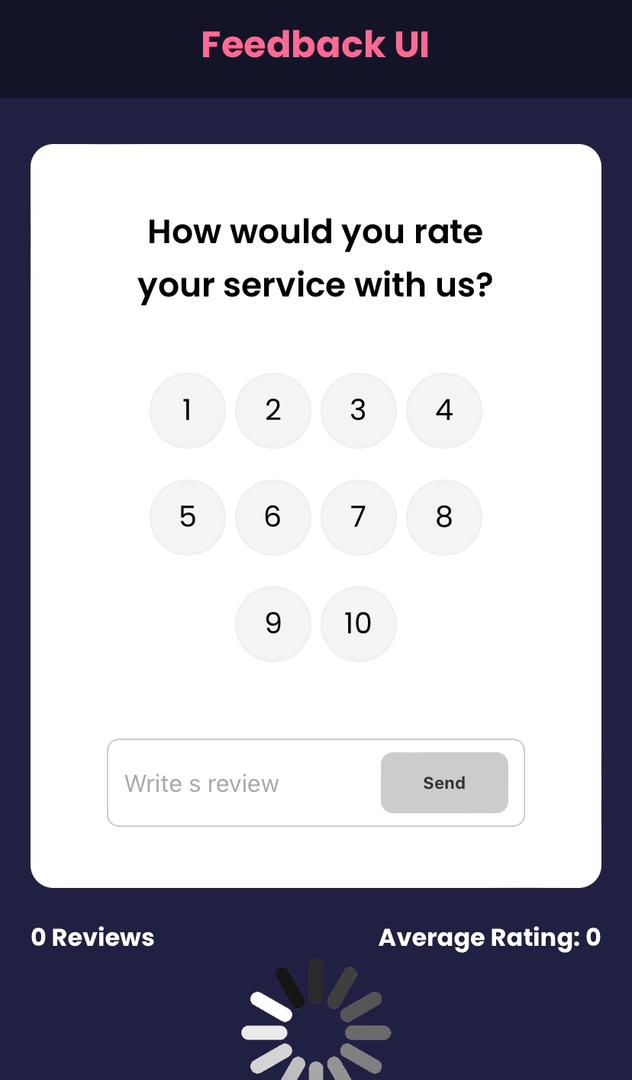 Feedback UI
How would you rate
your service with us?
1 2 3 4
5 6 7 8
9 10
Write s review Send
0 Reviews Average Rating: 0